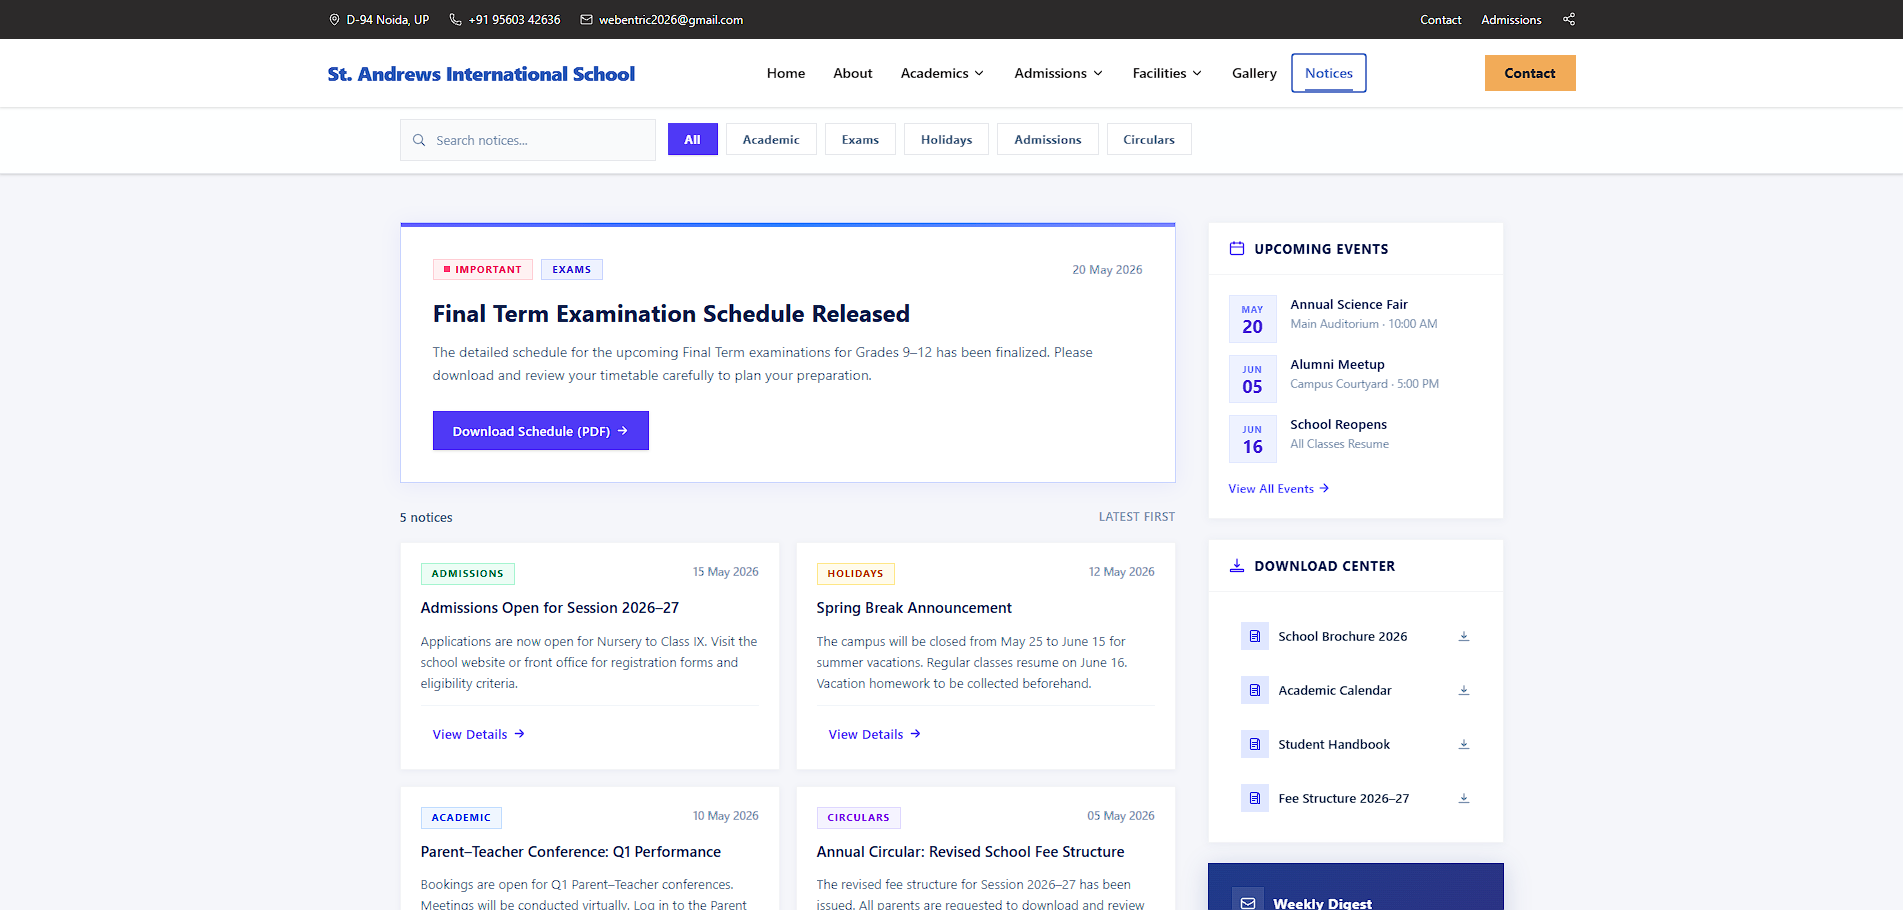 D-94 Noida, UP
+91 95603 42636
webentric2026@gmail.com
Contact
Admissions
St. Andrews International School
Home
About
Academics
Admissions
Facilities
Gallery
Notices
Contact
Search notices...
All
Academic
Exams
Holidays
Admissions
Circulars
IMPORTANT
EXAMS
20 May 2026
Final Term Examination Schedule Released
The detailed schedule for the upcoming Final Term examinations for Grades 9–12 has been finalized. Please
download and review your timetable carefully to plan your preparation.
Download Schedule (PDF) →
5 notices
LATEST FIRST
ADMISSIONS
15 May 2026
Admissions Open for Session 2026–27
Applications are now open for Nursery to Class IX. Visit the
school website or front office for registration forms and
eligibility criteria.
View Details →
HOLIDAYS
12 May 2026
Spring Break Announcement
The campus will be closed from May 25 to June 15 for
summer vacations. Regular classes resume on June 16.
Vacation homework to be collected beforehand.
View Details →
ACADEMIC
10 May 2026
Parent–Teacher Conference: Q1 Performance
Bookings are open for Q1 Parent–Teacher conferences.
Meetings will be conducted virtually. Log in to the Parent
CIRCULARS
05 May 2026
Annual Circular: Revised School Fee Structure
The revised fee structure for Session 2026–27 has been
issued. All parents are requested to download and review
UPCOMING EVENTS
MAY
20
Annual Science Fair
Main Auditorium · 10:00 AM
JUN
05
Alumni Meetup
Campus Courtyard · 5:00 PM
JUN
16
School Reopens
All Classes Resume
View All Events →
DOWNLOAD CENTER
School Brochure 2026
Academic Calendar
Student Handbook
Fee Structure 2026–27
Weekly Digest